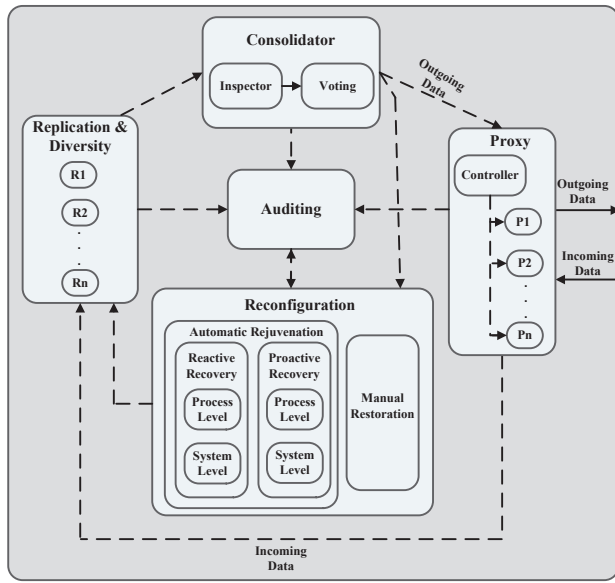 Consolidator
Inspector
Voting
Outgoing
Data
Replication &
Diversity
R1
R2
.
.
.
Rn
Auditing
Proxy
Controller
P1
P2
.
.
.
Pn
Outgoing
Data
Incoming
Data
Reconfiguration
Automatic Rejuvenation
Reactive
Recovery
Process
Level
System
Level
Proactive
Recovery
Process
Level
System
Level
Manual
Restoration
Incoming
Data